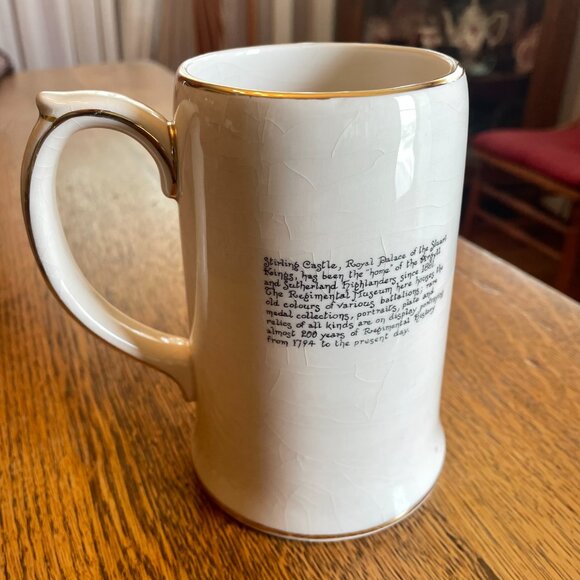 Stirling Castle, Royal Palace of the Stuart
Kings, has been the "home" of the Argyll
and Sutherland Highlanders since 1881.
The Regimental Museum here houses the
old colours of various battalions; rare
medal collections, portraits, plate and
relics of all kinds are on display portraying
almost 200 years of Regimental History
from 1794 to the present day.